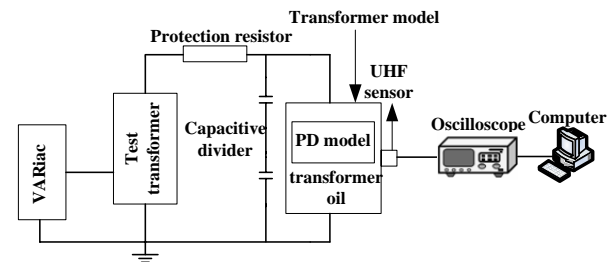 Transformer model
Protection resistor
UHF
sensor
Capacitive
divider
Test
transformer
VARiac
PD model
transformer
oil
Oscilloscope
Computer